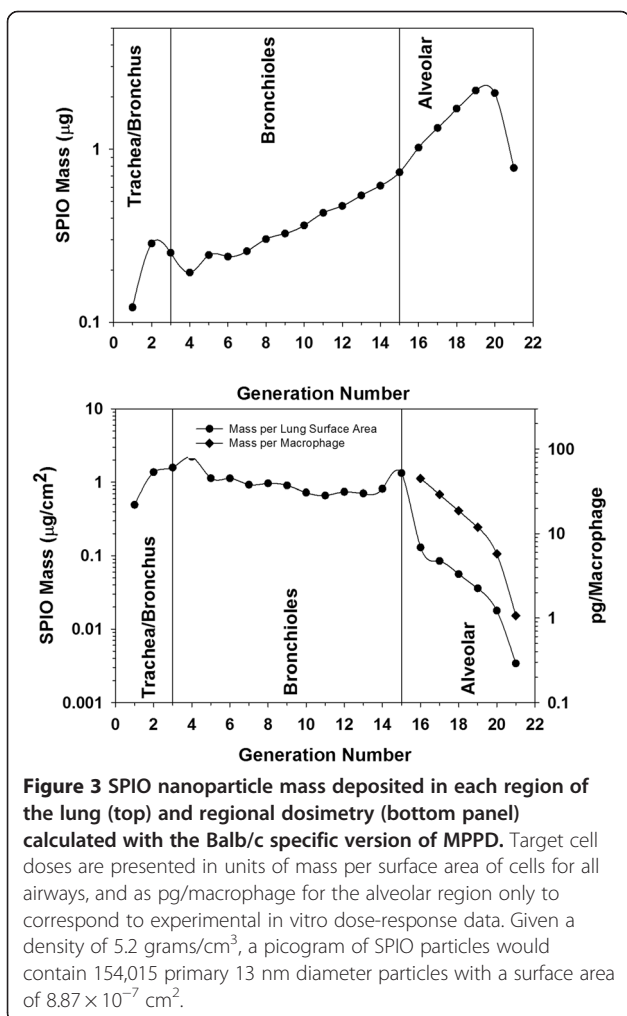 Trachea/Bronchus
Bronchioles
Alveolar
SPIO Mass (μg)
1
0.1
0 2 4 6 8 10 12 14 16 18 20 22
Generation Number
Mass per Lung Surface Area
Mass per Macrophage
SPIO Mass (μg/cm²)
10
1
0.1
0.01
0.001
Trachea/Bronchus
Bronchioles
Alveolar
pg/Macrophage
100
10
1
0.1
0 2 4 6 8 10 12 14 16 18 20 22
Generation Number
Figure 3 SPIO nanoparticle mass deposited in each region of
the lung (top) and regional dosimetry (bottom panel)
calculated with the Balb/c specific version of MPPD. Target cell
doses are presented in units of mass per surface area of cells for all
airways, and as pg/macrophage for the alveolar region only to
correspond to experimental in vitro dose-response data. Given a
density of 5.2 grams/cm³, a picogram of SPIO particles would
contain 154,015 primary 13 nm diameter particles with a surface area
of 8.87 × 10⁻⁷ cm².